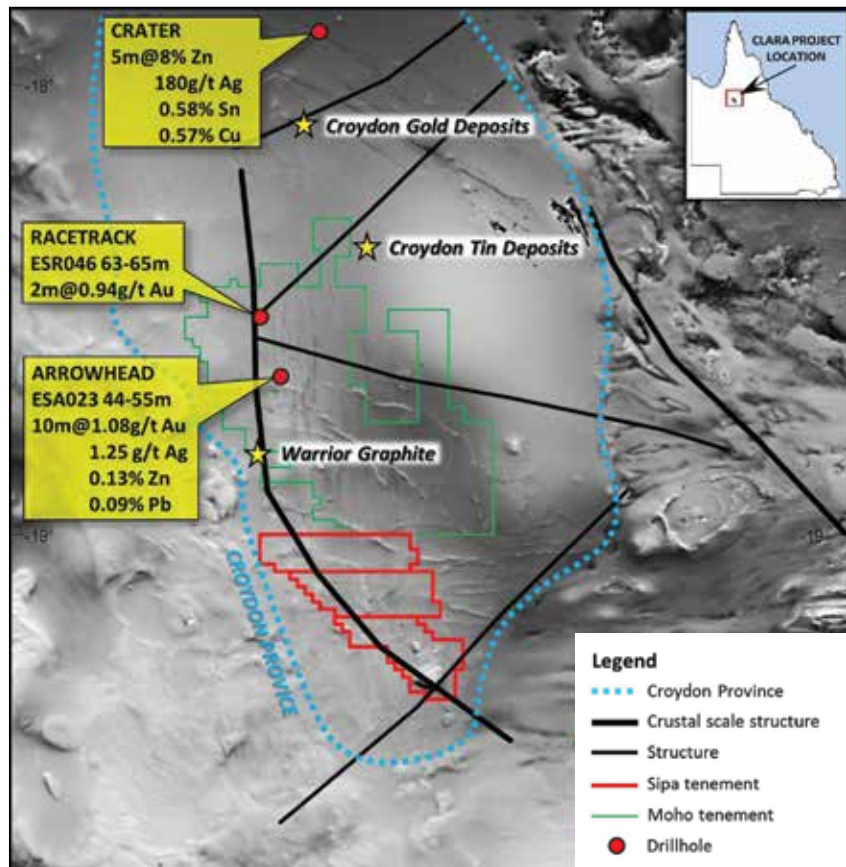 CRATER
5m@8% Zn
180g/t Ag
0.58% Sn
0.57% Cu
CLARA PROJECT
LOCATION
-18°
Croydon Gold Deposits
Croydon Tin Deposits
RACETRACK
ESR046 63-65m
2m@0.94g/t Au
ARROWHEAD
ESA023 44-55m
10m@1.08g/t Au
1.25 g/t Ag
0.13% Zn
0.09% Pb
Warrior Graphite
-19°
-19
CROYDON PROVICE
Legend
Croydon Province
Crustal scale structure
Structure
Sipa tenement
Moho tenement
Drillhole